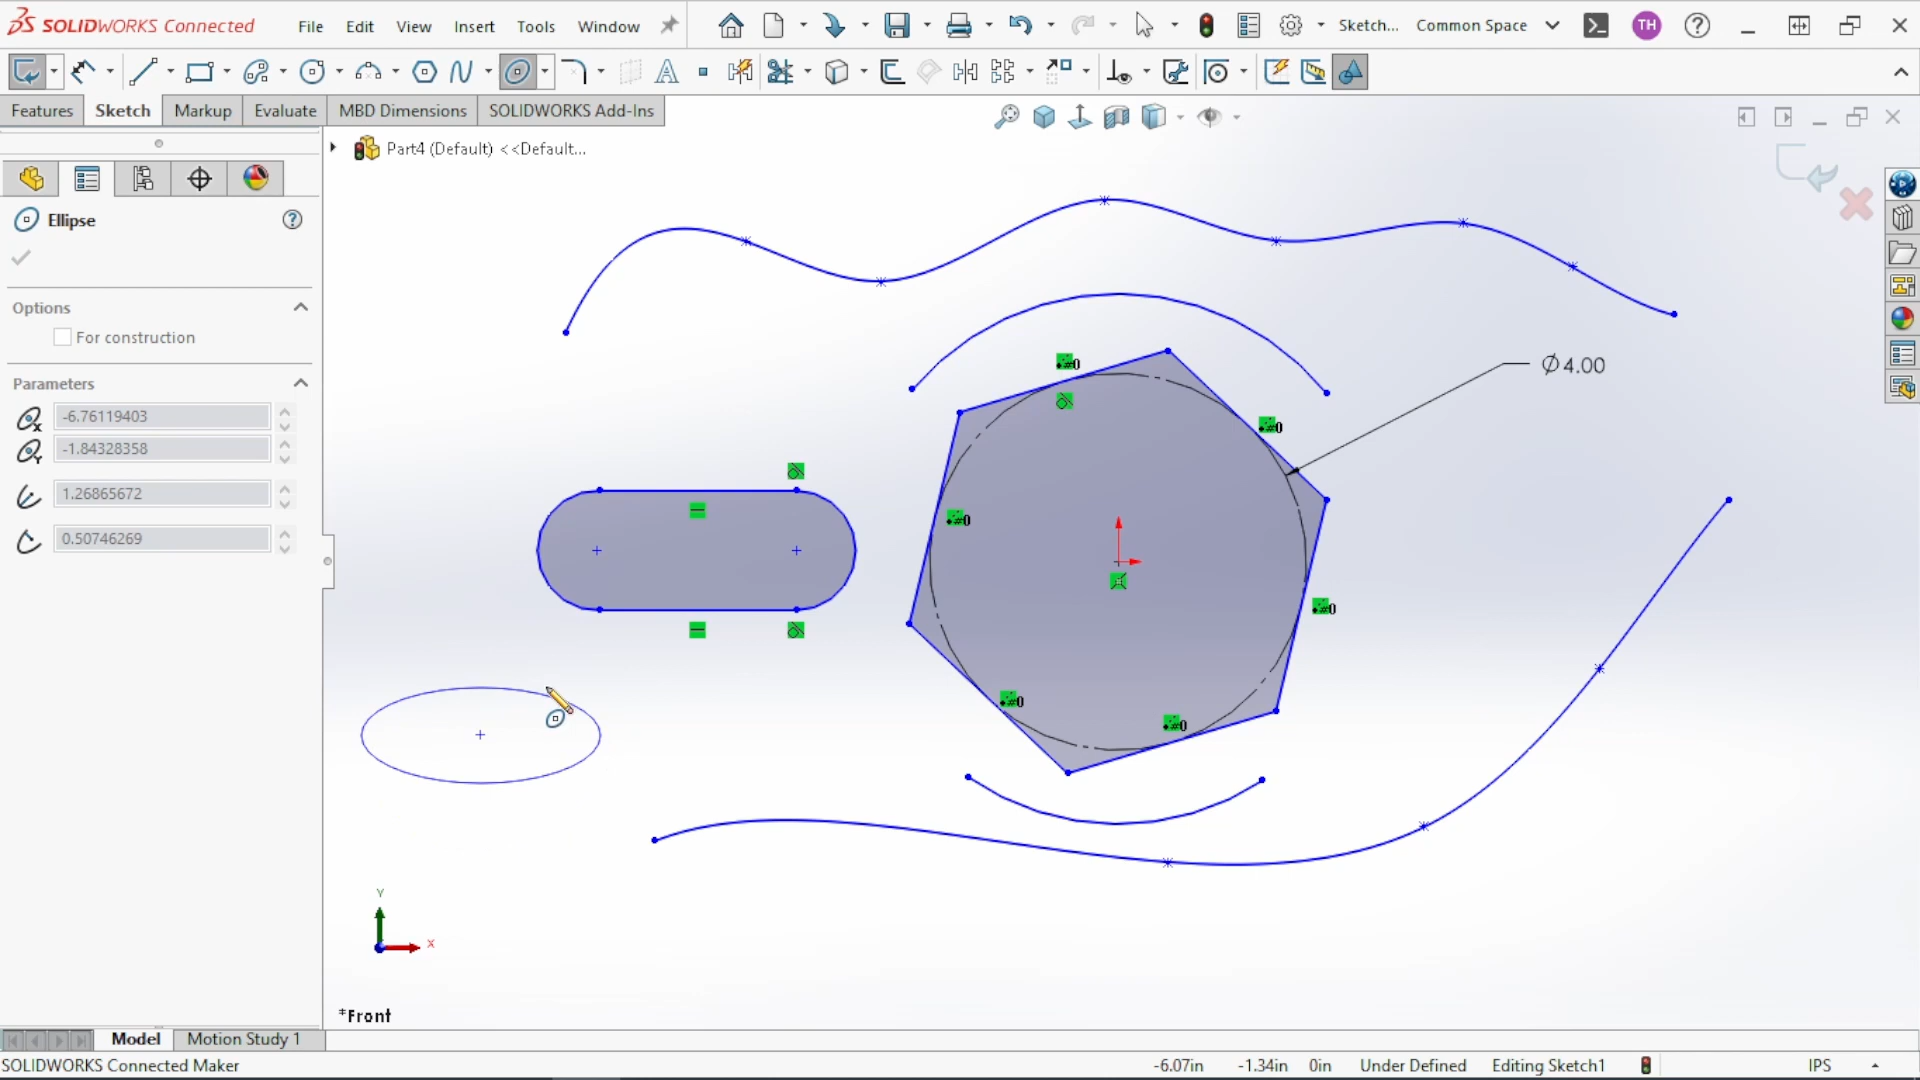 SOLIDWORKS Connected
File Edit View Insert Tools Window
Sketch... Common Space TH
Features Sketch Markup Evaluate MBD Dimensions SOLIDWORKS Add-Ins
Part4 (Default) <<Default...
Ellipse
Options
For construction
Parameters
-6.76119403
-1.84328358
1.26865672
0.50746269
Ø4.00
Y
X
*Front
Model Motion Study 1
SOLIDWORKS Connected Maker
-6.07in -1.34in 0in Under Defined Editing Sketch1 IPS